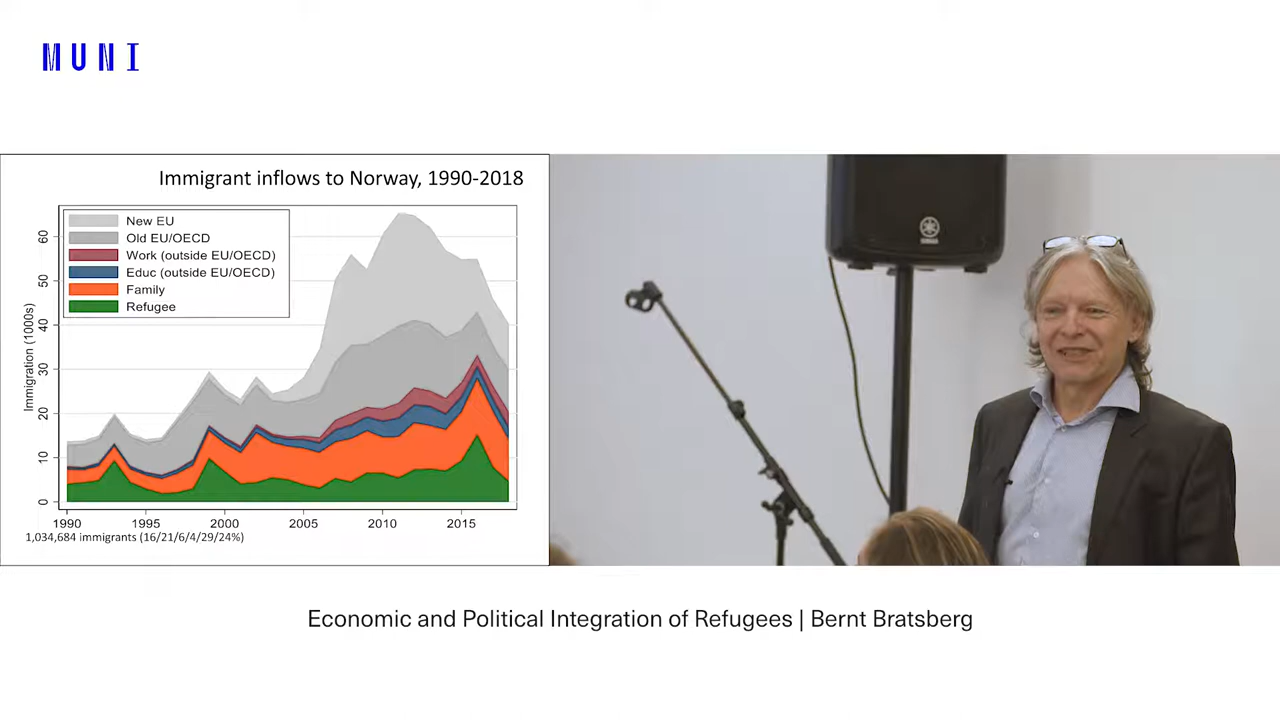 MUNI
Immigrant inflows to Norway, 1990-2018
New EU
Old EU/OECD
Work (outside EU/OECD)
Educ (outside EU/OECD)
Family
Refugee
Immigration (1000s)
60
50
40
30
20
10
0
1990 1995 2000 2005 2010 2015
1,034,684 immigrants (16/21/6/4/29/24%)
YAMAHA
Economic and Political Integration of Refugees | Bernt Bratsberg